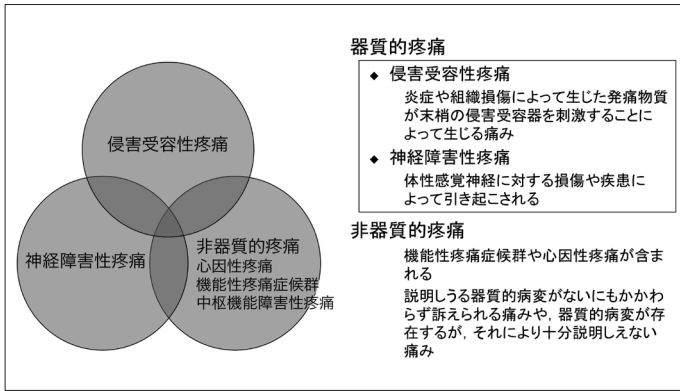 侵害受容性疼痛
神経障害性疼痛
非器質的疼痛
心因性疼痛
機能性疼痛症候群
中枢機能障害性疼痛
器質的疼痛
◆ 侵害受容性疼痛
炎症や組織損傷によって生じた発痛物質
が末梢の侵害受容器を刺激することに
よって生じる痛み
◆ 神経障害性疼痛
体性感覚神経に対する損傷や疾患に
よって引き起こされる
非器質的疼痛
機能性疼痛症候群や心因性疼痛が含ま
れる
説明しうる器質的病変がないにもかかわ
らず訴えられる痛みや，器質的病変が存
在するが，それにより十分説明しえない
痛み